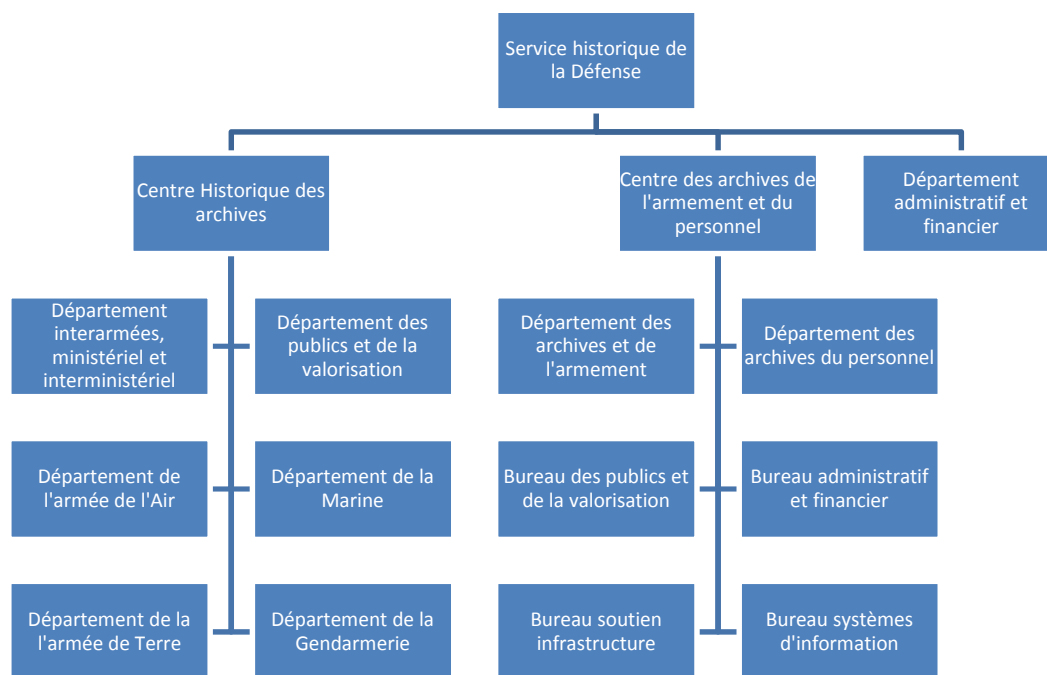 Service historique de
la Défense
Centre Historique des
archives
Centre des archives de
l'armement et du
personnel
Département
administratif et
financier
Département
interarmées,
ministériel et
interministériel
Département des
publics et de la
valorisation
Département des
archives et de
l'armement
Département des
archives du personnel
Département de
l'armée de l'Air
Département de la
Marine
Bureau des publics et
de la valorisation
Bureau administratif
et financier
Département de la
l'armée de Terre
Département de la
Gendarmerie
Bureau soutien
infrastructure
Bureau systèmes
d'information